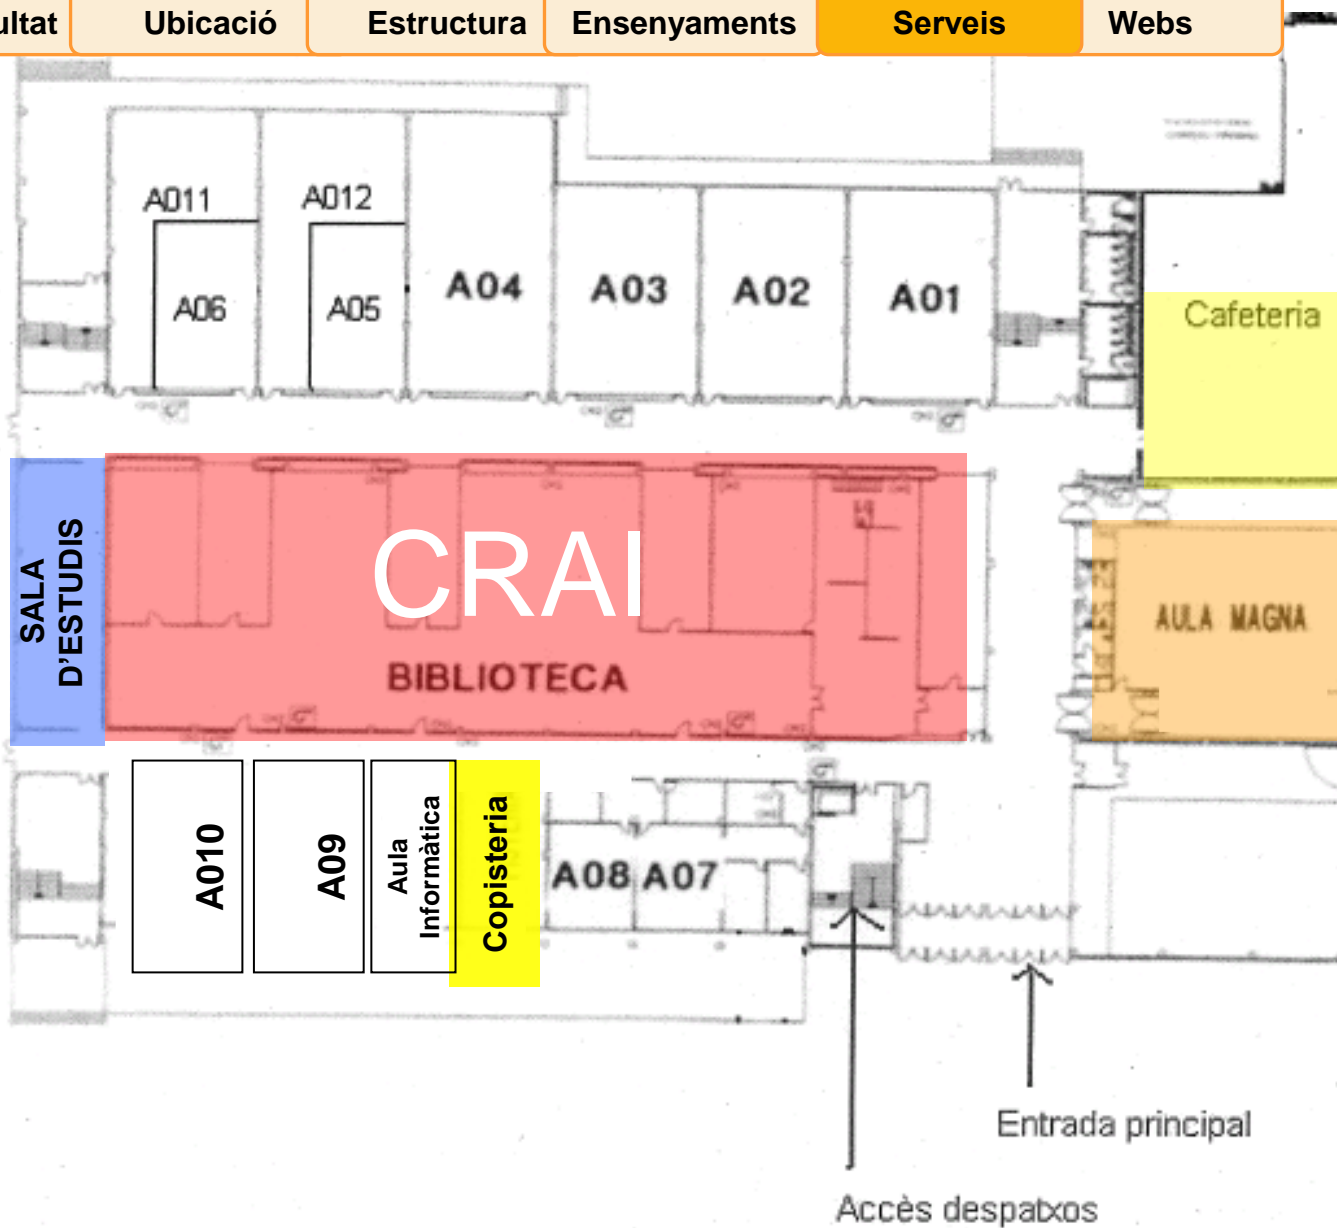 ultat
Ubicació
Estructura
Ensenyaments
Serveis
Webs
A011
A012
A06
A05
A04
A03
A02
A01
Cafeteria
SALA
D'ESTUDIS
CRAI
BIBLIOTECA
AULA MAGNA
A010
A09
Aula
Informàtica
Copisteria
A08
A07
Entrada principal
Accès despatxos